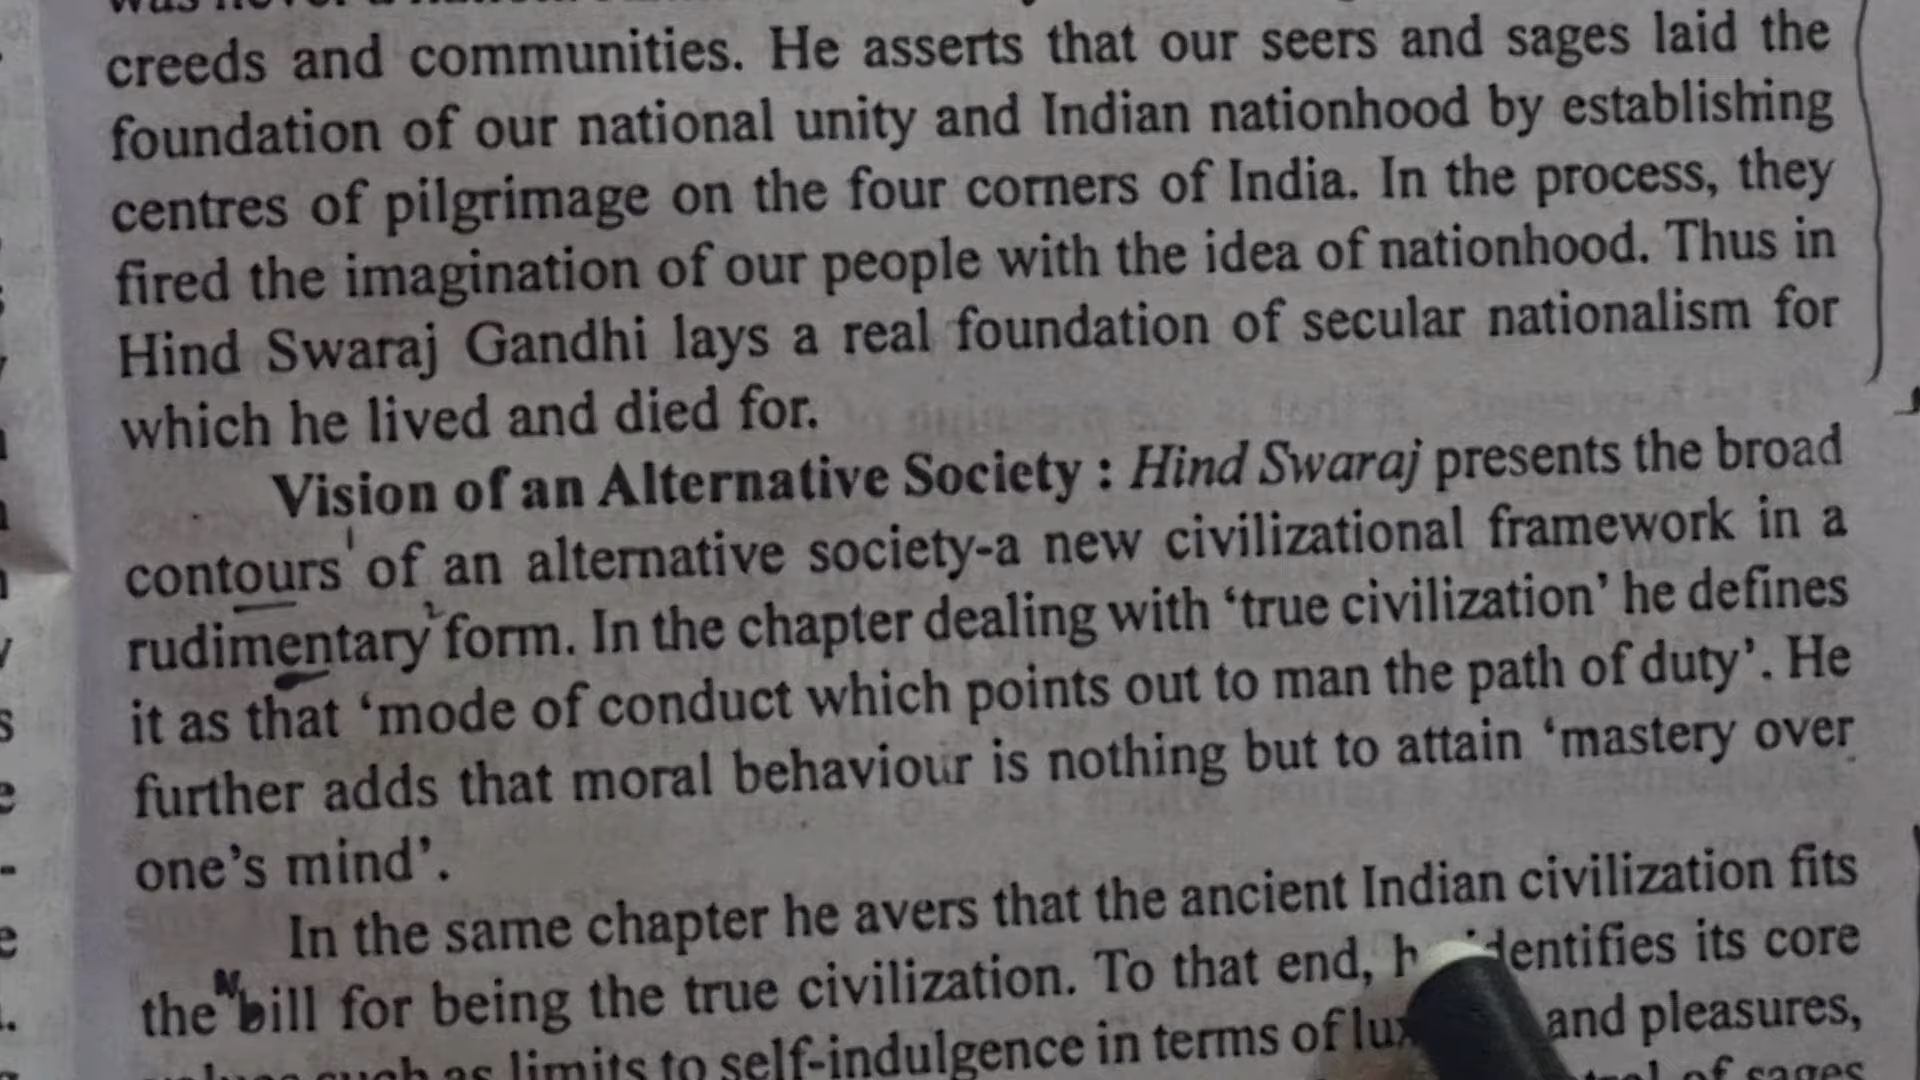 creeds and communities. He asserts that our seers and sages laid the
foundation of our national unity and Indian nationhood by establishing
centres of pilgrimage on the four corners of India. In the process, they
fired the imagination of our people with the idea of nationhood. Thus in
Hind Swaraj Gandhi lays a real foundation of secular nationalism for
which he lived and died for.
Vision of an Alternative Society : Hind Swaraj presents the broad
contours of an alternative society-a new civilizational framework in a
rudimentary form. In the chapter dealing with ‘true civilization’ he defines
it as that ‘mode of conduct which points out to man the path of duty’. He
further adds that moral behaviour is nothing but to attain ‘mastery over
one’s mind’.
In the same chapter he avers that the ancient Indian civilization fits
the bill for being the true civilization. To that end, identifies its core
such as limits to self-indulgence in terms of and pleasures,
of sages